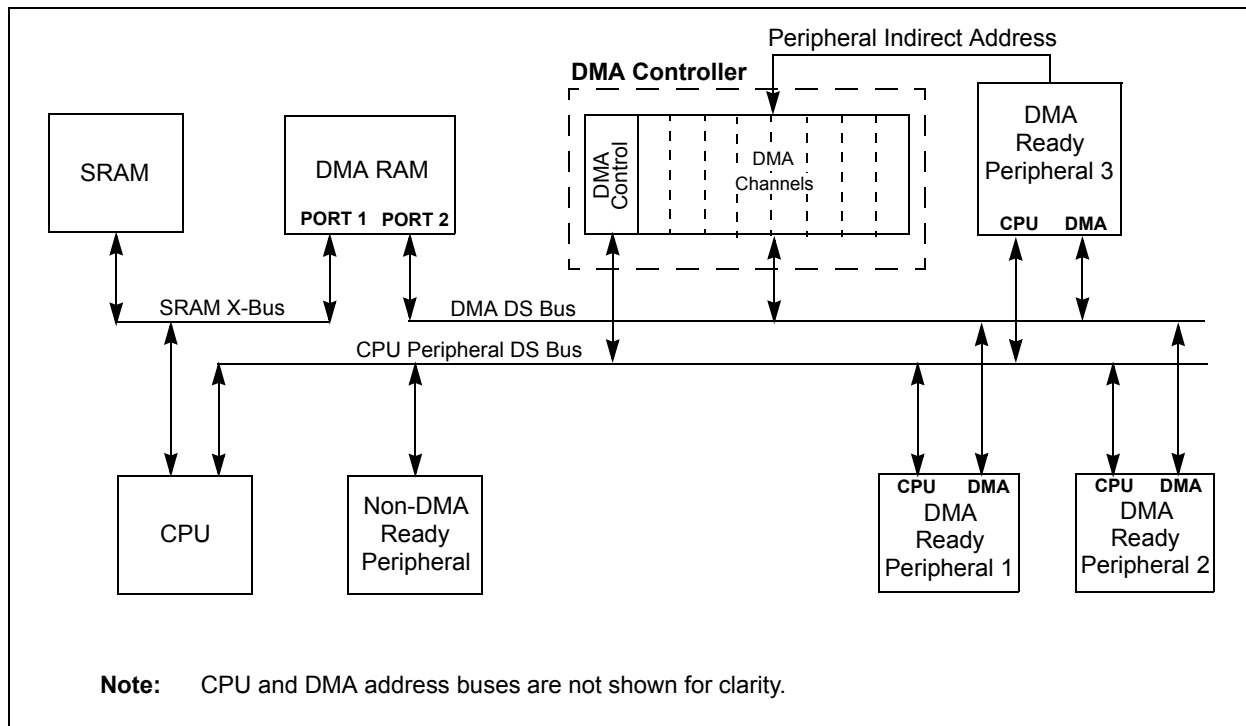 Peripheral Indirect Address
DMA Controller
SRAM
DMA RAM
PORT 1 PORT 2
DMA
Control
DMA
Channels
DMA
Ready
Peripheral 3
CPU DMA
SRAM X-Bus
DMA DS Bus
CPU Peripheral DS Bus
CPU
Non-DMA
Ready
Peripheral
CPU DMA
DMA
Ready
Peripheral 1
CPU DMA
DMA
Ready
Peripheral 2
Note: CPU and DMA address buses are not shown for clarity.